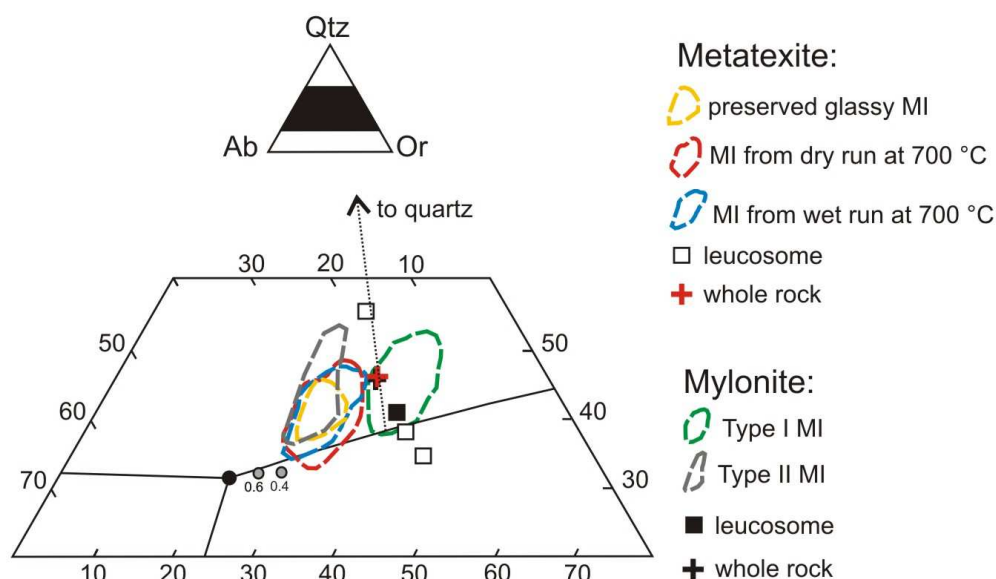 Qtz
Ab Or
to quartz
30 20 10
50 50
60 40
70 30
0.6 0.4
10 20 30 40 50 60 70
Metatexite:
preserved glassy MI
MI from dry run at 700 °C
MI from wet run at 700 °C
leucosome
whole rock
Mylonite:
Type I MI
Type II MI
leucosome
whole rock